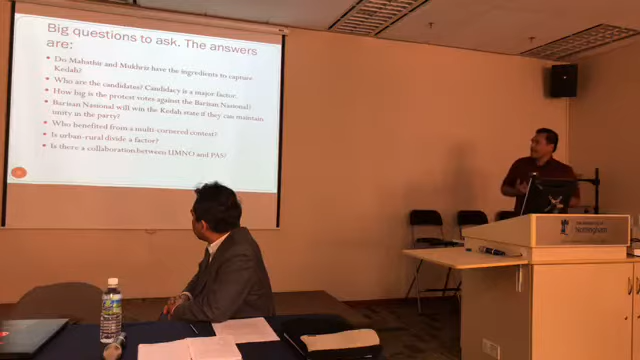 Big questions to ask. The answers
are:
Do Mahathir and Mukhriz have the ingredients to capture
Kedah?
Who are the candidates? Candidacy is a major factor.
How big is the protest votes against the Barisan Nasional?
Barisan Nasional will win the Kedah state if they can maintain
unity in the party?
Who benefited from a multi cornered contest?
Is urban-rural divide a factor?
Is there a collaboration between UMNO and PAS?
Nottingham